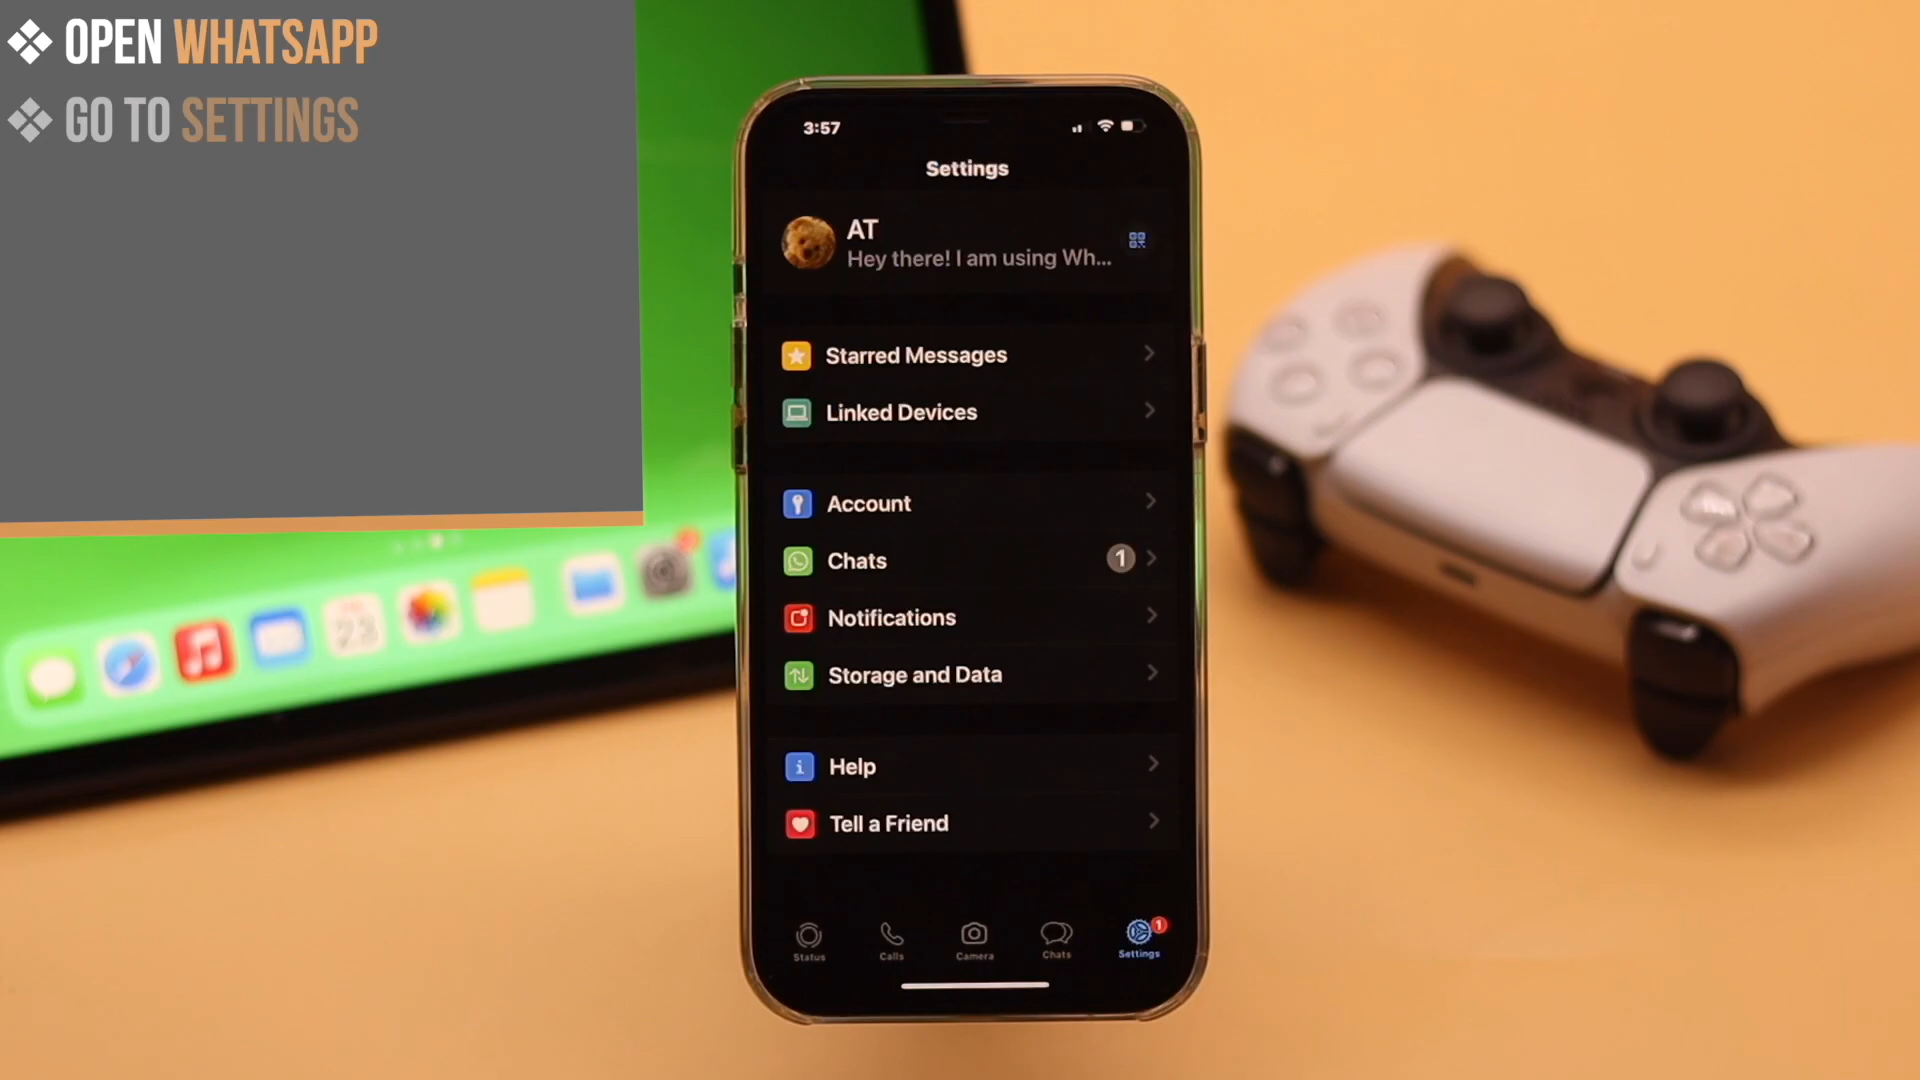 ❖ OPEN WHATSAPP
❖ GO TO SETTINGS
3:57
Settings
AT
Hey there! I am using Wh...
Starred Messages
Linked Devices
Account
Chats 1
Notifications
Storage and Data
Help
Tell a Friend
Status Calls Camera Chats Settings 1
23